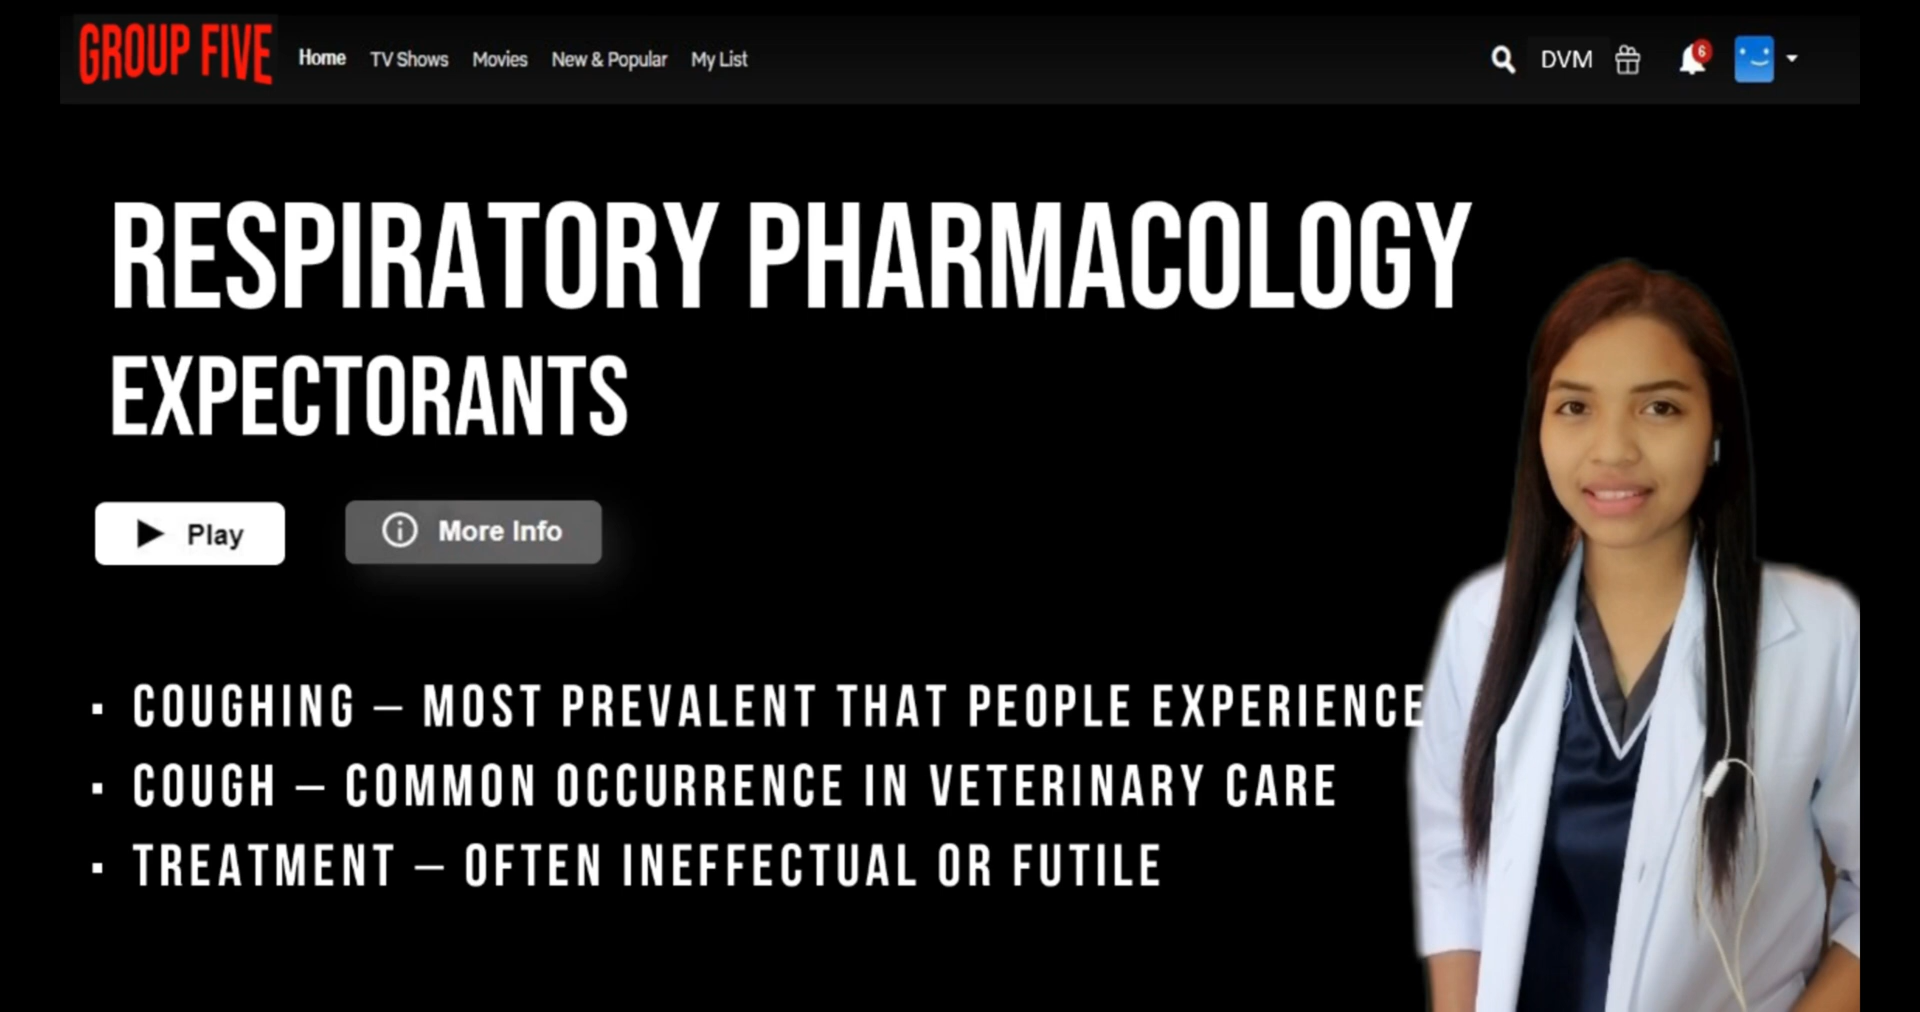 GROUP FIVE Home TV Shows Movies New & Popular My List DVM 6
RESPIRATORY PHARMACOLOGY
EXPECTORANTS
Play More Info
▪ COUGHING – MOST PREVALENT THAT PEOPLE EXPERIENCE
▪ COUGH – COMMON OCCURRENCE IN VETERINARY CARE
▪ TREATMENT – OFTEN INEFFECTUAL OR FUTILE